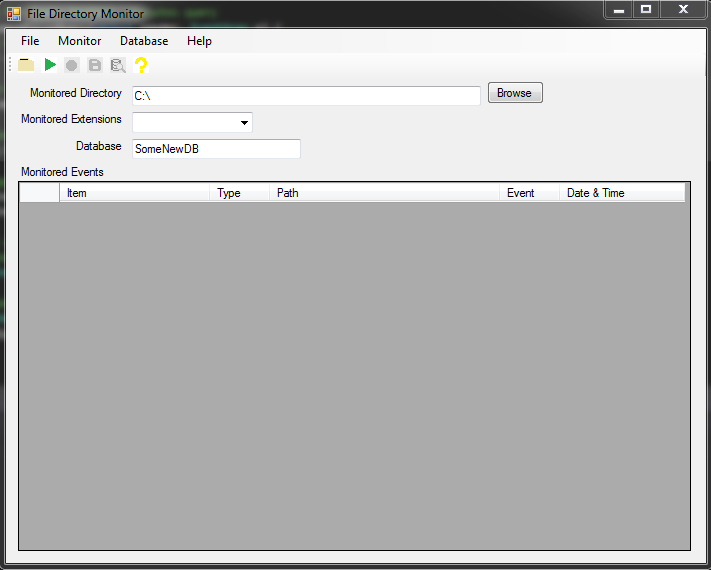 File Directory Monitor
File Monitor Database Help
Monitored Directory C:\ Browse
Monitored Extensions
Database SomeNewDB
Monitored Events
Item Type Path Event Date & Time